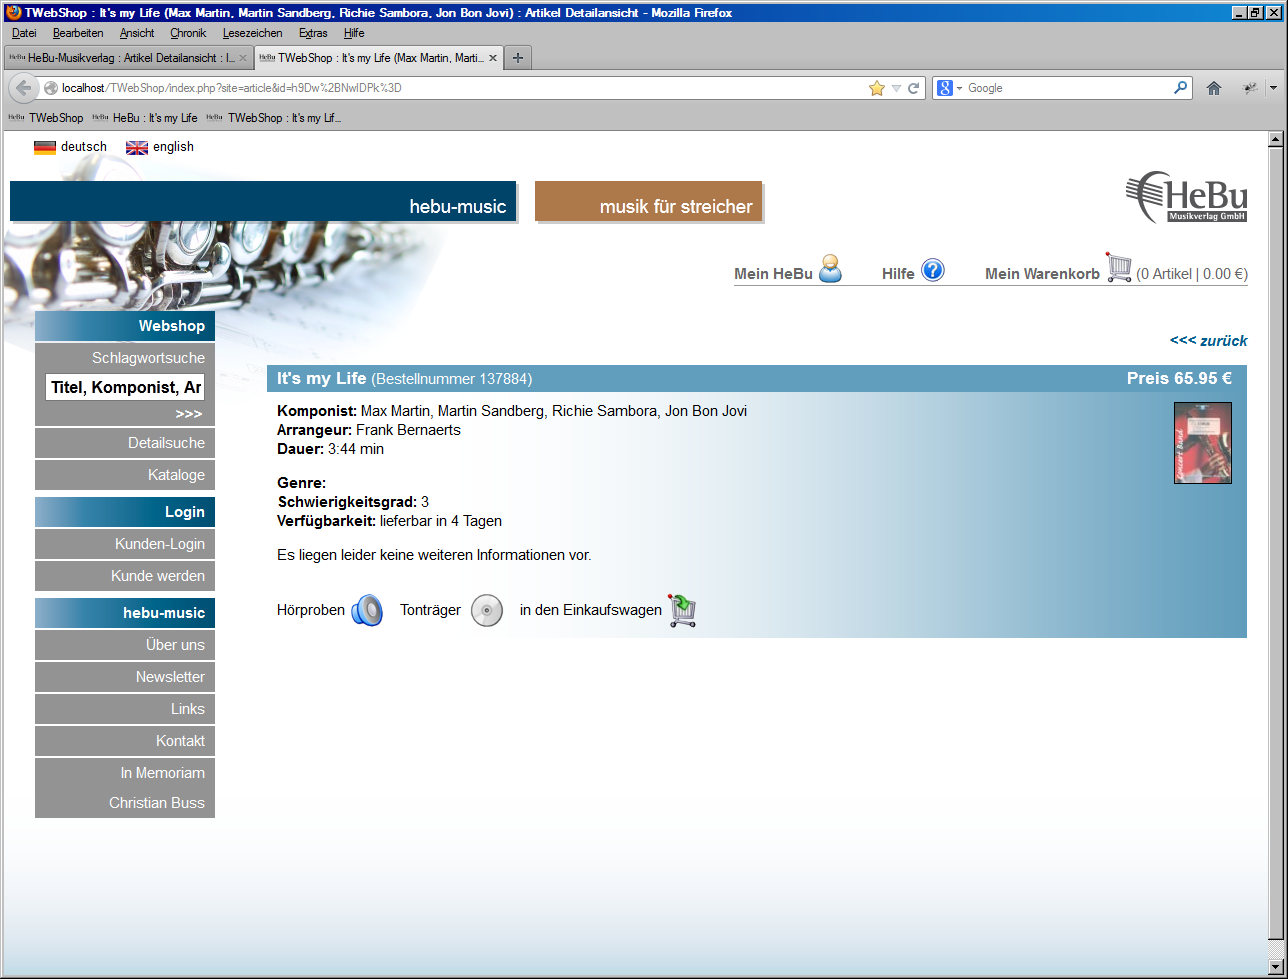 TWebShop : It's my Life (Max Martin, Martin Sandberg, Richie Sambora, Jon Bon Jovi) : Artikel Detailansicht - Mozilla Firefox
Datei Bearbeiten Ansicht Chronik Lesezeichen Extras Hilfe
HeBu HeBu-Musikverlag : Artikel Detailansicht : I... HeBu TWebShop : It's my Life (Max Martin, Marti...
localhost/TWebShop/index.php?site=article&id=h9Dw%2BNwIDPk%3D Google
HeBu TWebShop HeBu HeBu : It's my Life HeBu TWebShop : It's my Lif...
deutsch english
hebu-music musik für streicher
HeBu
Musikverlag GmbH
Mein HeBu Hilfe Mein Warenkorb (0 Artikel | 0.00 €)
Webshop
Schlagwortsuche
Titel, Komponist, Ar
>>>
Detailsuche
Kataloge
Login
Kunden-Login
Kunde werden
hebu-music
Über uns
Newsletter
Links
Kontakt
In Memoriam
Christian Buss
<<< zurück
It's my Life (Bestellnummer 137884) Preis 65.95 €
Komponist: Max Martin, Martin Sandberg, Richie Sambora, Jon Bon Jovi
Arrangeur: Frank Bernaerts
Dauer: 3:44 min
Genre:
Schwierigkeitsgrad: 3
Verfügbarkeit: lieferbar in 4 Tagen
Es liegen leider keine weiteren Informationen vor.
Hörproben Tonträger in den Einkaufswagen
Concert Band